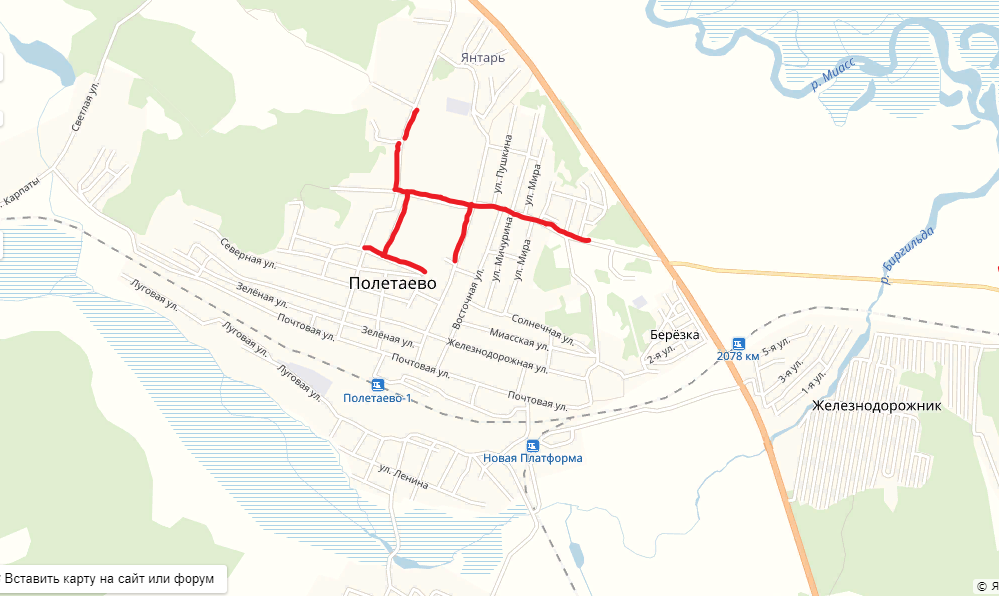 Янтарь
р. Миасс
Светлая ул.
ул. Пушкина
ул. Мира
. Карпаты
ул. Мичурина
ул. Мира
р. Биргильда
Северная ул.
Полетаево
Восточная ул.
Луговая ул.
Зелёная ул.
Луговая ул.
Почтовая ул.
Зелёная ул.
Солнечная ул.
Миасская ул.
Железнодорожная ул.
Берёзка
2-я ул.
2078 км
5-я ул.
3-я ул.
1-я ул.
Почтовая ул.
Луговая ул.
Полетаево-1
Почтовая ул.
Железнодорожник
Новая Платформа
ул. Ленина
Вставить карту на сайт или форум
© Я